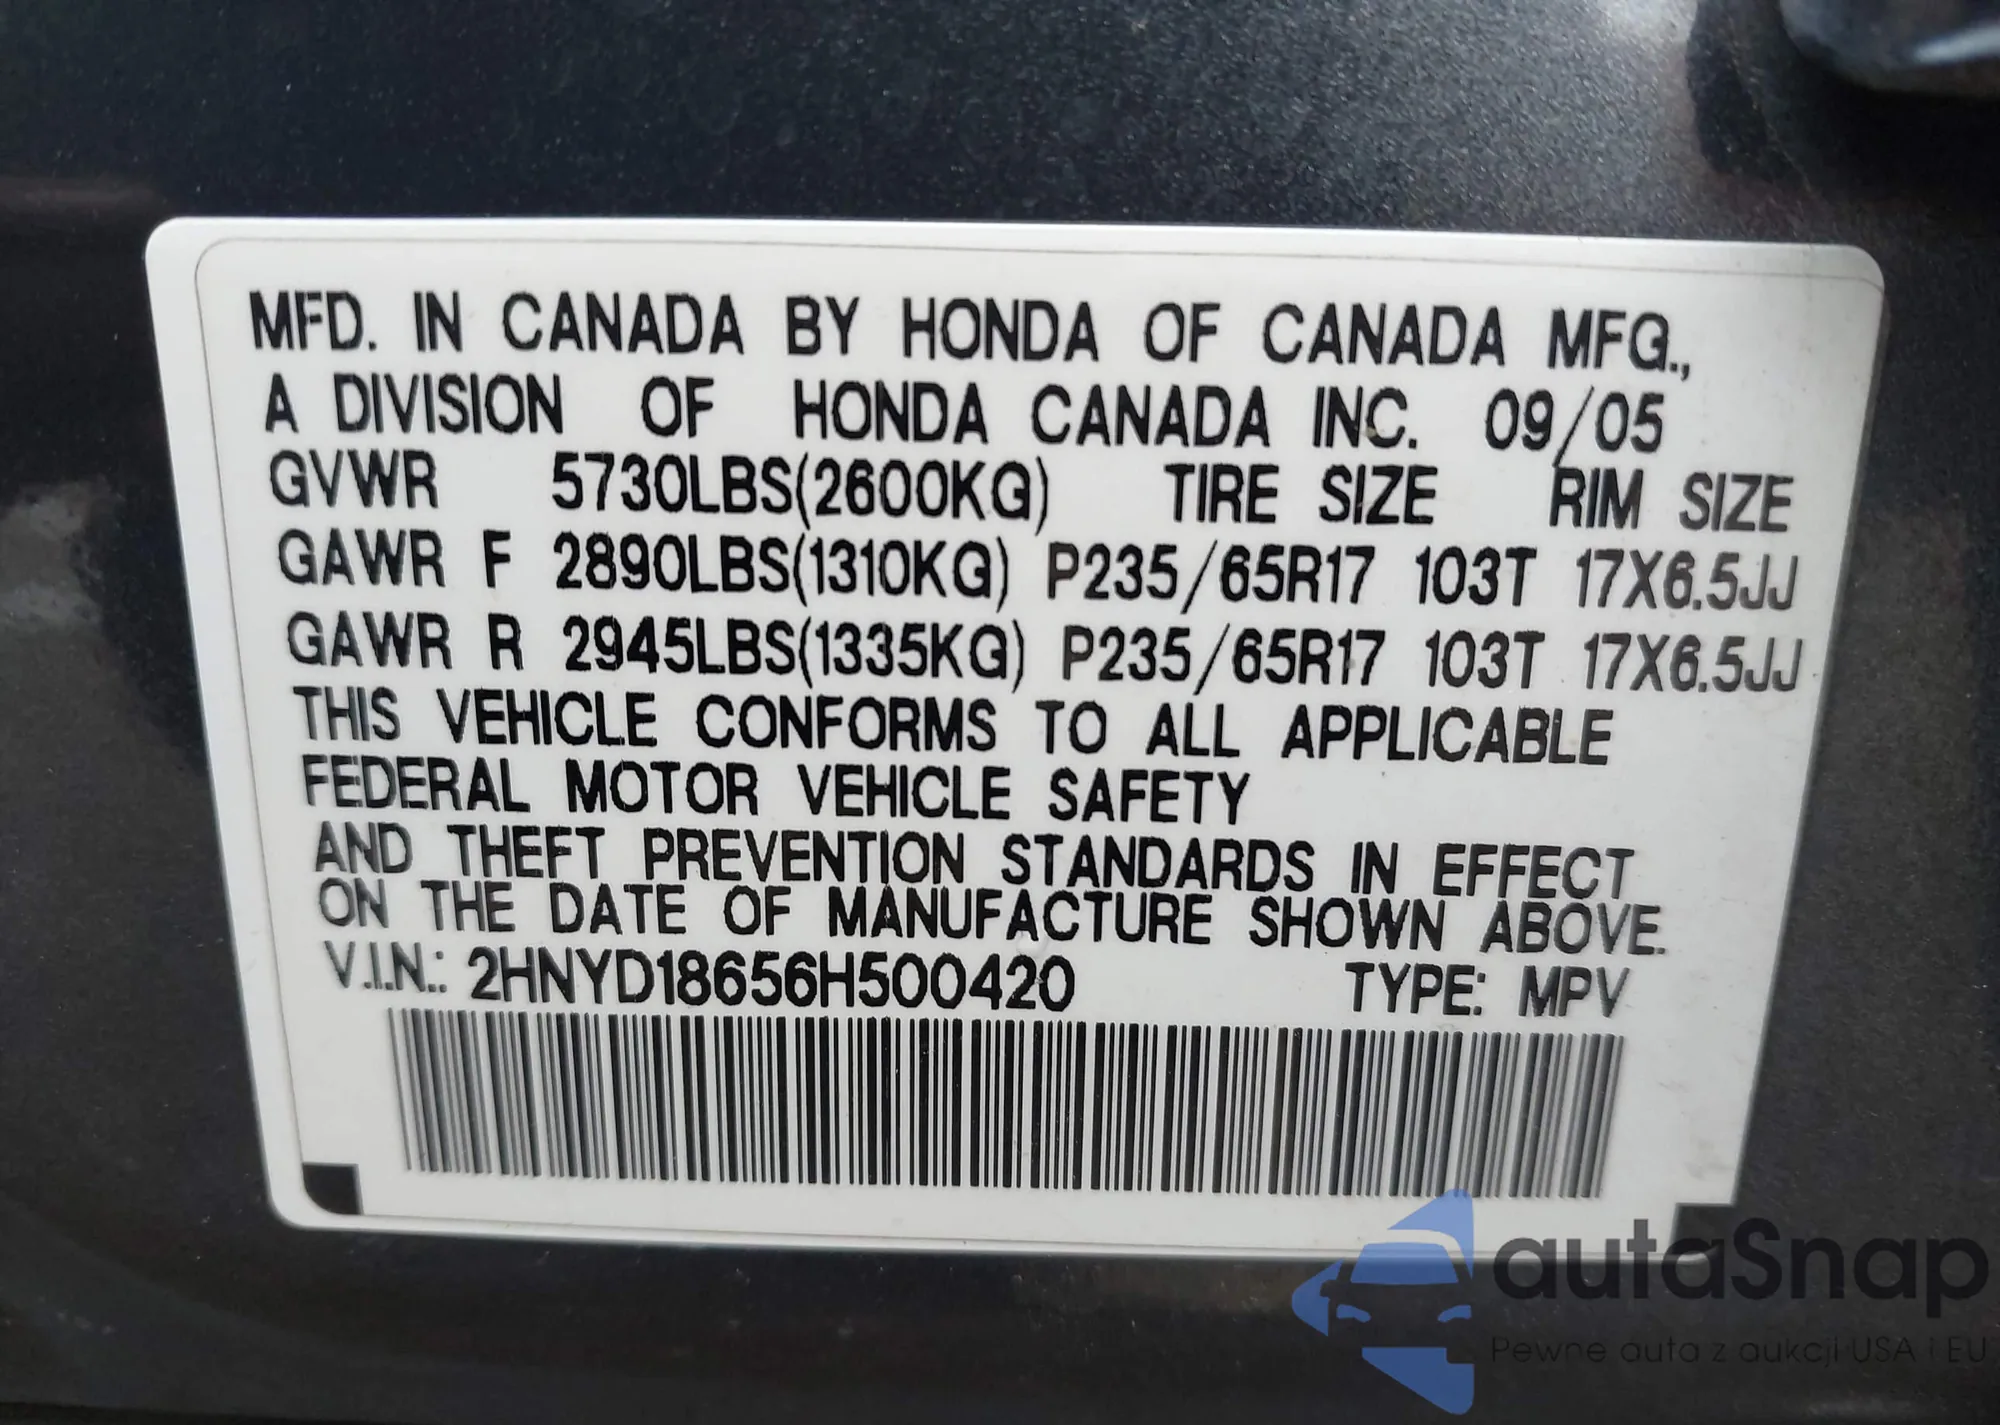 MFD. IN CANADA BY HONDA OF CANADA MFG.,
A DIVISION OF HONDA CANADA INC. 09/05
GVWR 5730LBS(2600KG) TIRE SIZE RIM SIZE
GAWR F 2890LBS(1310KG) P235/65R17 103T 17X6.5JJ
GAWR R 2945LBS(1335KG) P235/65R17 103T 17X6.5JJ
THIS VEHICLE CONFORMS TO ALL APPLICABLE
FEDERAL MOTOR VEHICLE SAFETY
AND THEFT PREVENTION STANDARDS IN EFFECT
ON THE DATE OF MANUFACTURE SHOWN ABOVE.
V.I.N.: 2HNYD18656H500420 TYPE: MPV
autaSnap
Pewne auta z aukcji USA i EU